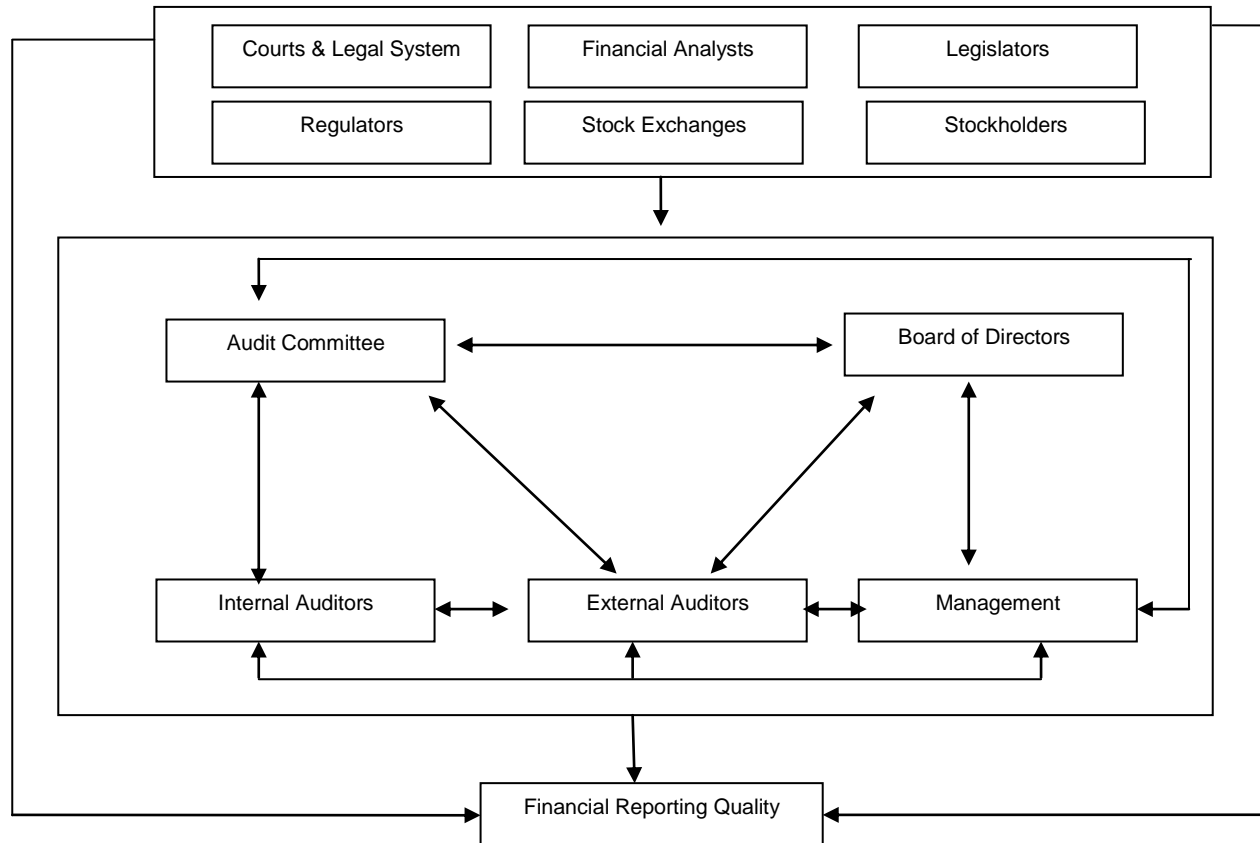 Courts & Legal System
Financial Analysts
Legislators
Regulators
Stock Exchanges
Stockholders
Audit Committee
Board of Directors
Internal Auditors
External Auditors
Management
Financial Reporting Quality